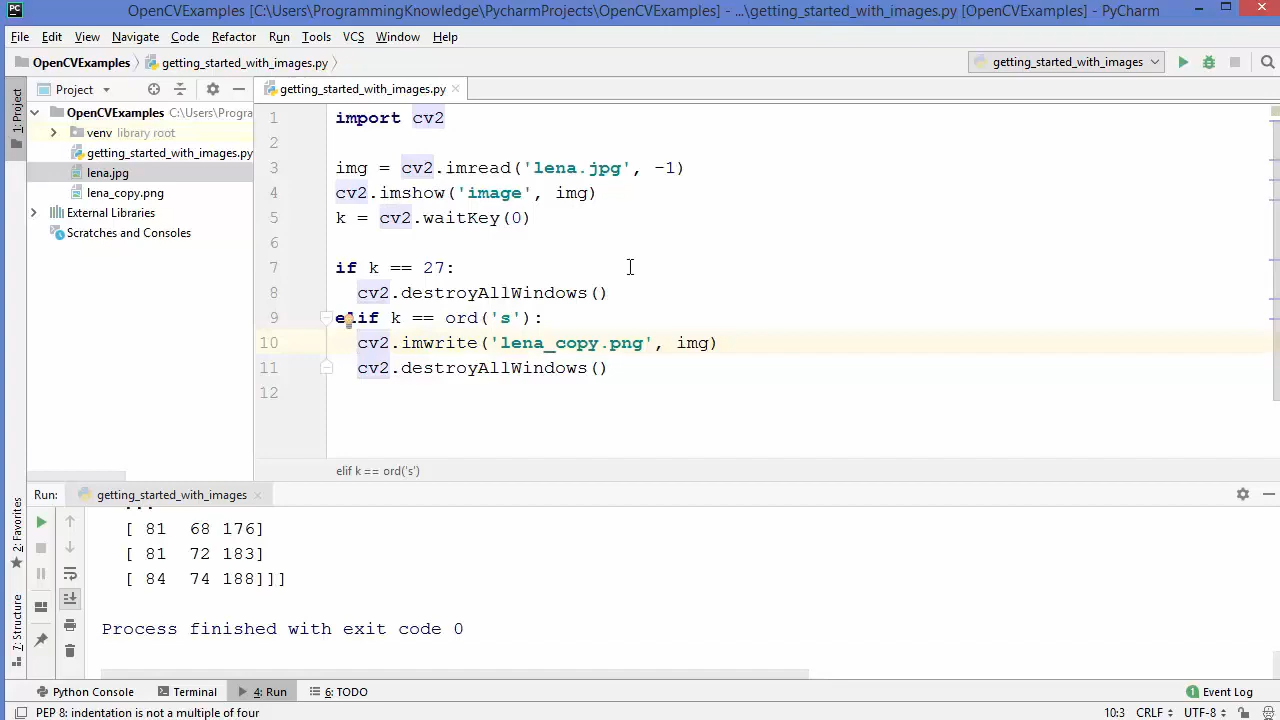 PC OpenCVExamples [C:\Users\ProgrammingKnowledge\PycharmProjects\OpenCVExamples] - ...\getting_started_with_images.py [OpenCVExamples] - PyCharm
File Edit View Navigate Code Refactor Run Tools VCS Window Help
OpenCVExamples getting_started_with_images.py getting_started_with_images
1: Project
Project
OpenCVExamples C:\Users\Progra
venv library root
getting_started_with_images.py
lena.jpg
lena_copy.png
External Libraries
Scratches and Consoles
getting_started_with_images.py
1 import cv2
2
3 img = cv2.imread('lena.jpg', -1)
4 cv2.imshow('image', img)
5 k = cv2.waitKey(0)
6
7 if k == 27:
8 cv2.destroyAllWindows()
9 elif k == ord('s'):
10 cv2.imwrite('lena_copy.png', img)
11 cv2.destroyAllWindows()
12
elif k == ord('s')
2: Favorites
7: Structure
Run: getting_started_with_images
...
[ 81 68 176]
[ 81 72 183]
[ 84 74 188]]]
Process finished with exit code 0
Python Console Terminal 4: Run 6: TODO 1 Event Log
PEP 8: indentation is not a multiple of four 10:3 CRLF UTF-8